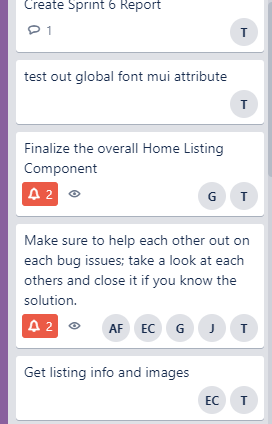 Create Sprint 6 Report
1
T
test out global font mui attribute
T
Finalize the overall Home Listing
Component
2
G T
Make sure to help each other out on
each bug issues; take a look at each
others and close it if you know the
solution.
2
AF EC G J T
Get listing info and images
EC T